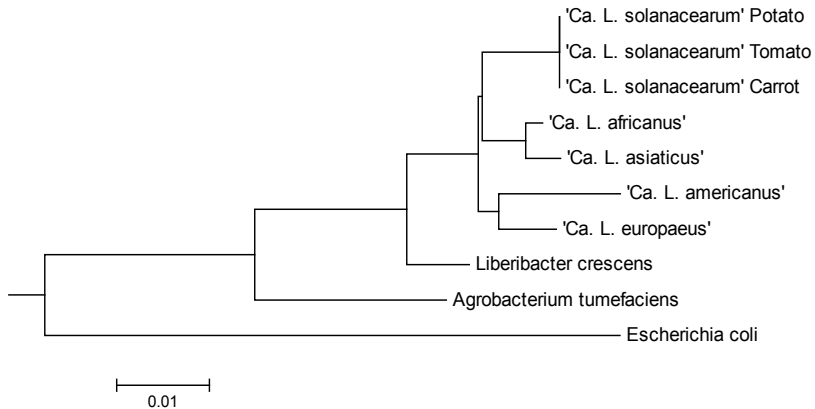 'Ca. L. solanacearum' Potato
'Ca. L. solanacearum' Tomato
'Ca. L. solanacearum' Carrot
'Ca. L. africanus'
'Ca. L. asiaticus'
'Ca. L. americanus'
'Ca. L. europaeus'
Liberibacter crescens
Agrobacterium tumefaciens
Escherichia coli
0.01